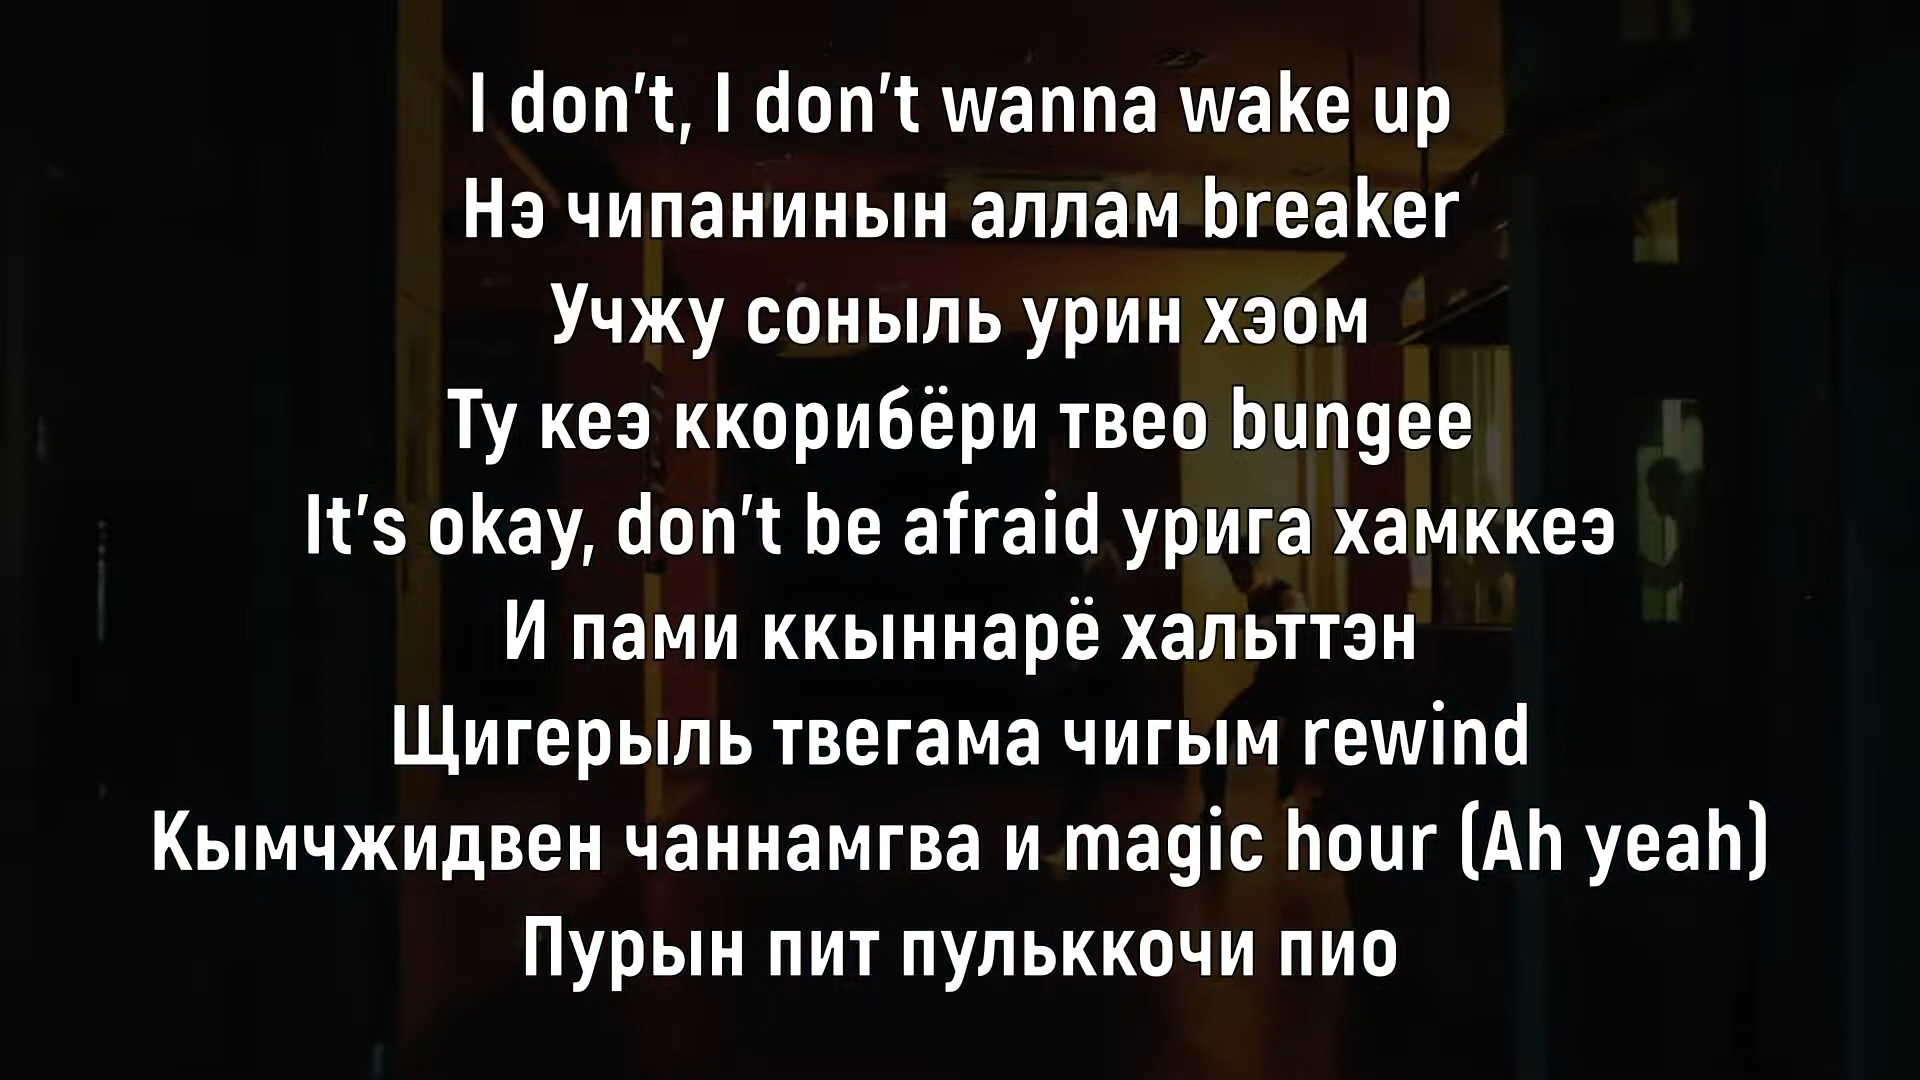 I don't, I don't wanna wake up
Нэ чипанинын аллам breaker
Учжу соныль урин хэом
Ту кеэ ккорибёри твео bungee
It's okay, don't be afraid урига хамккеэ
И пами ккыннарё хальттэн
Щигерыль твегама чигым rewind
Кымчжидвен чаннамгва и magic hour (Ah yeah)
Пурын пит пульккочи пио